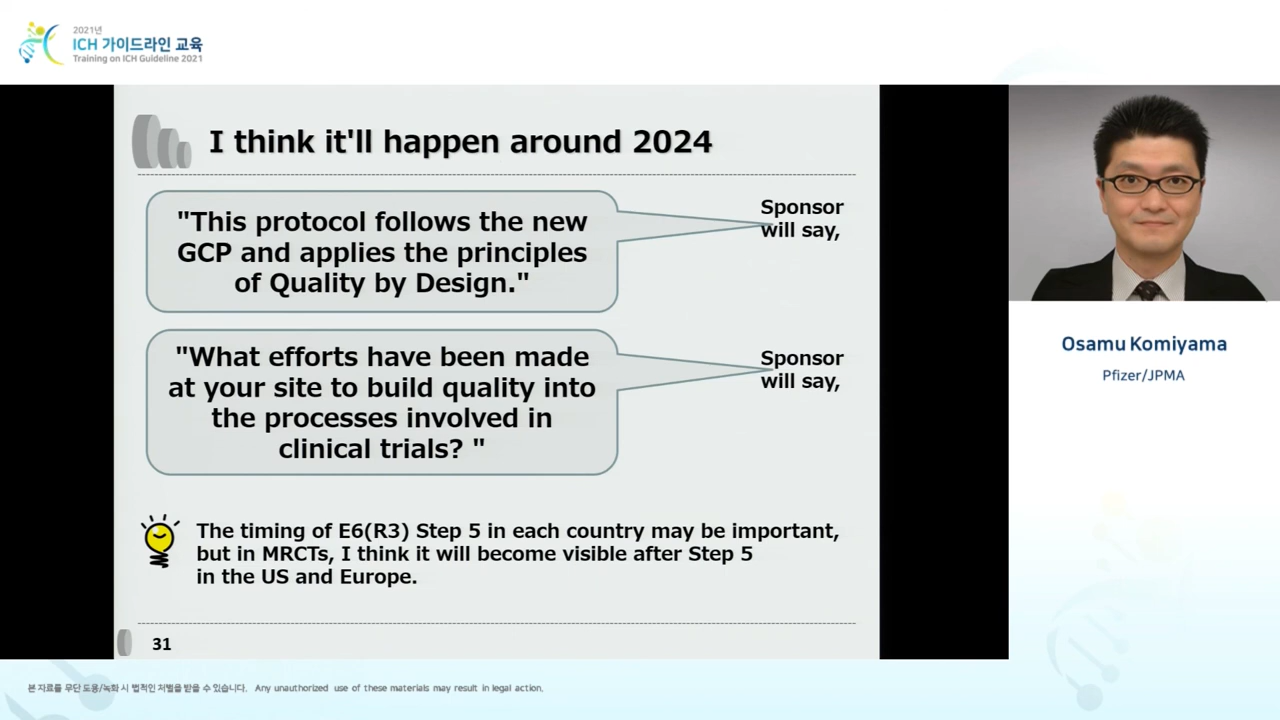 2021년
ICH 가이드라인 교육
Training on ICH Guideline 2021
I think it'll happen around 2024
"This protocol follows the new
GCP and applies the principles
of Quality by Design."
Sponsor
will say,
"What efforts have been made
at your site to build quality into
the processes involved in
clinical trials? "
Sponsor
will say,
The timing of E6(R3) Step 5 in each country may be important,
but in MRCTs, I think it will become visible after Step 5
in the US and Europe.
31
Osamu Komiyama
Pfizer/JPMA
본 자료를 무단 도용/녹화 시 법적인 처벌을 받을 수 있습니다. Any unauthorized use of these materials may result in legal action.